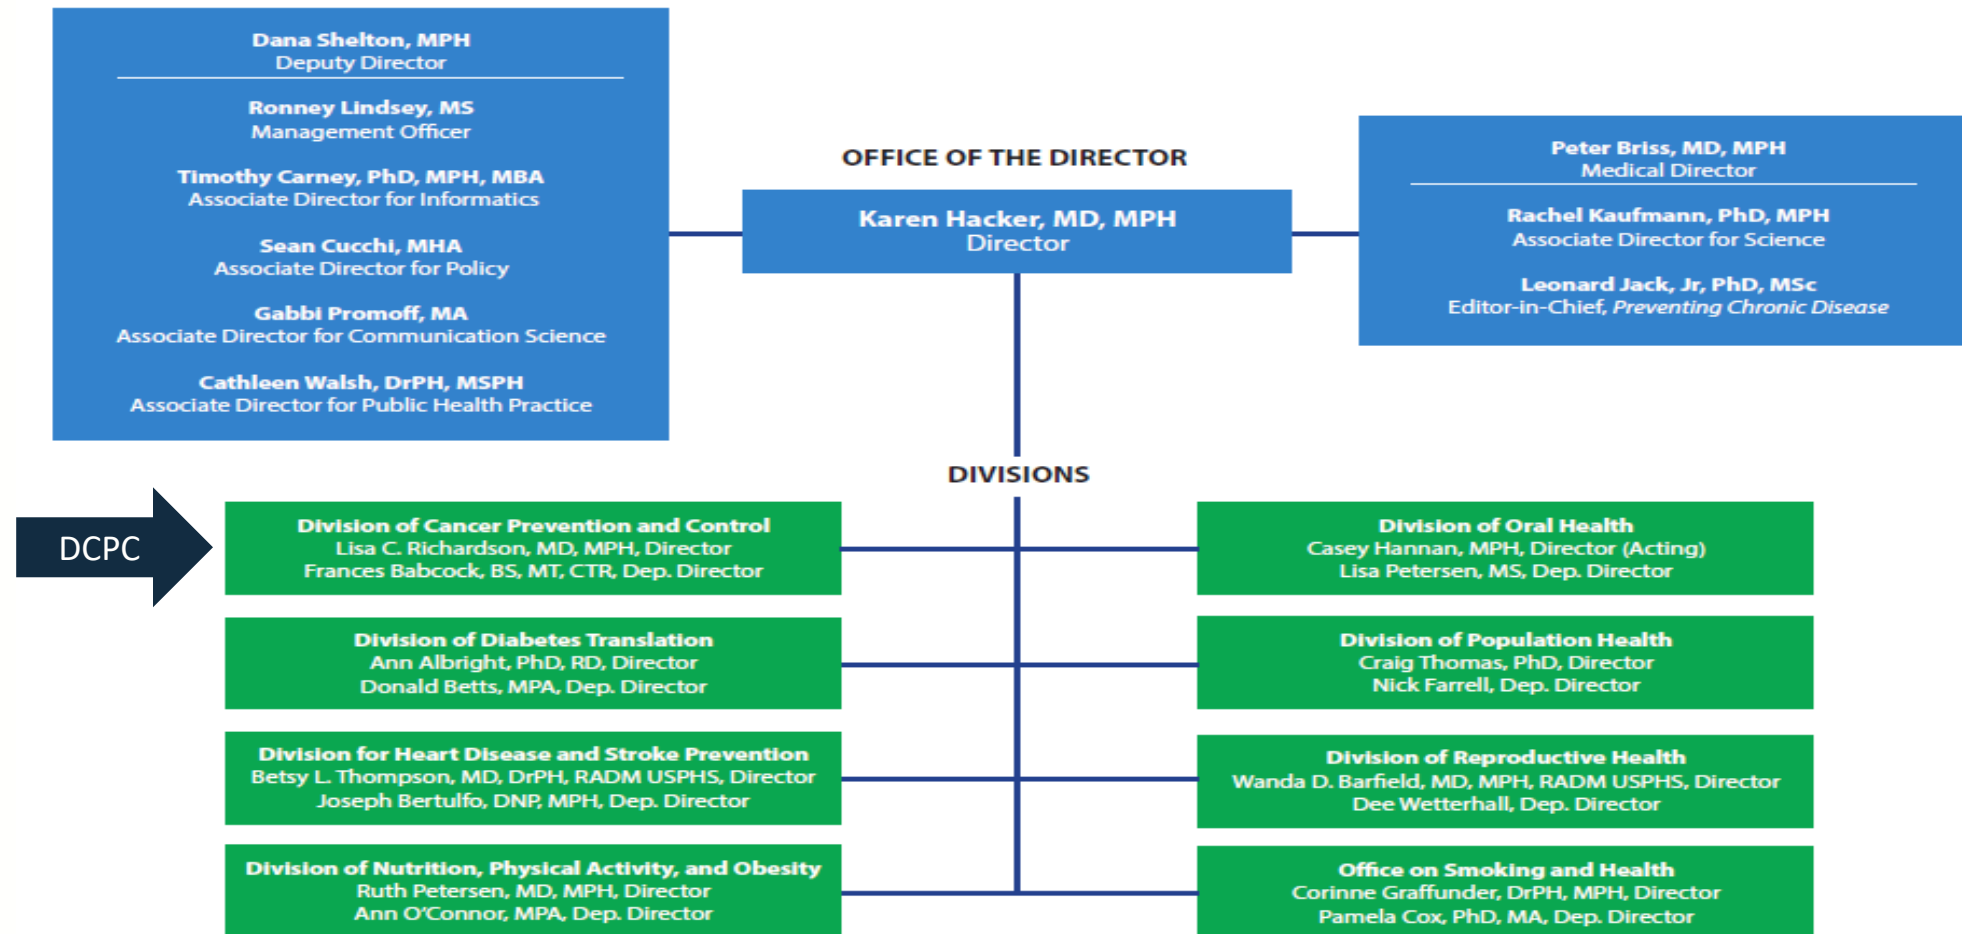 Dana Shelton, MPH
Deputy Director
Ronney Lindsey, MS
Management Officer
Timothy Carney, PhD, MPH, MBA
Associate Director for Informatics
Sean Cucchi, MHA
Associate Director for Policy
Gabbi Promoff, MA
Associate Director for Communication Science
Cathleen Walsh, DrPH, MSPH
Associate Director for Public Health Practice
OFFICE OF THE DIRECTOR
Karen Hacker, MD, MPH
Director
Peter Briss, MD, MPH
Medical Director
Rachel Kaufmann, PhD, MPH
Associate Director for Science
Leonard Jack, Jr, PhD, MSc
Editor-in-Chief, Preventing Chronic Disease
DIVISIONS
DCPC
Division of Cancer Prevention and Control
Lisa C. Richardson, MD, MPH, Director
Frances Babcock, BS, MT, CTR, Dep. Director
Division of Diabetes Translation
Ann Albright, PhD, RD, Director
Donald Betts, MPA, Dep. Director
Division for Heart Disease and Stroke Prevention
Betsy L. Thompson, MD, DrPH, RADM USPHS, Director
Joseph Bertulfo, DNP, MPH, Dep. Director
Division of Nutrition, Physical Activity, and Obesity
Ruth Petersen, MD, MPH, Director
Ann O'Connor, MPA, Dep. Director
Division of Oral Health
Casey Hannan, MPH, Director (Acting)
Lisa Petersen, MS, Dep. Director
Division of Population Health
Craig Thomas, PhD, Director
Nick Farrell, Dep. Director
Division of Reproductive Health
Wanda D. Barfield, MD, MPH, RADM USPHS, Director
Dee Wetterhall, Dep. Director
Office on Smoking and Health
Corinne Graffunder, DrPH, MPH, Director
Pamela Cox, PhD, MA, Dep. Director